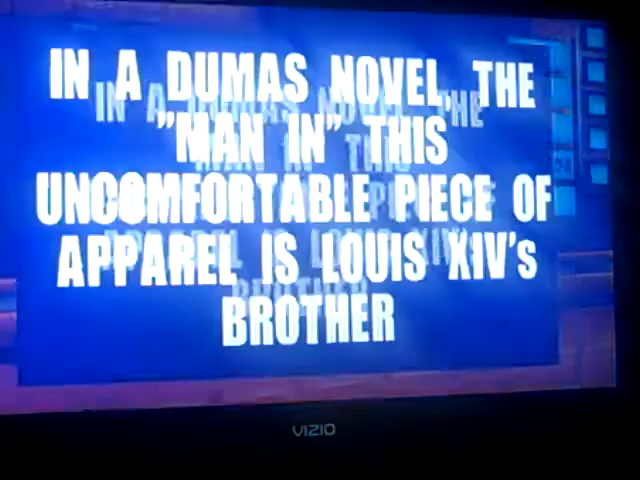 IN A DUMAS NOVEL, THE
"MAN IN" THIS
UNCOMFORTABLE PIECE OF
APPAREL IS LOUIS XIV's
BROTHER
VIZIO